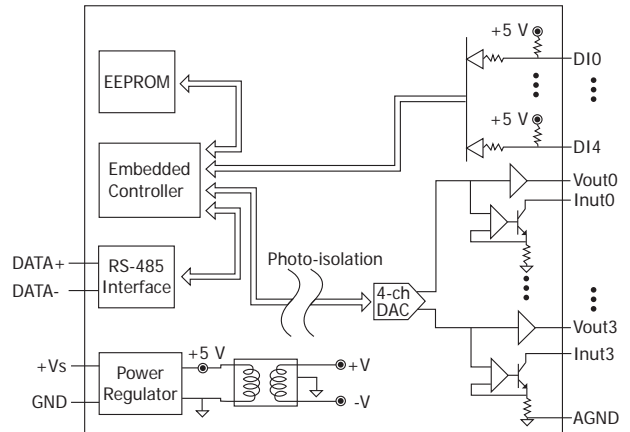 +5 V
DI0
EEPROM
+5 V
DI4
Embedded
Controller
Vout0
Inut0
DATA+
DATA-
RS-485
Interface
Photo-isolation
4-ch
DAC
Vout3
Inut3
+Vs
GND
Power
Regulator
+5 V
+V
-V
AGND